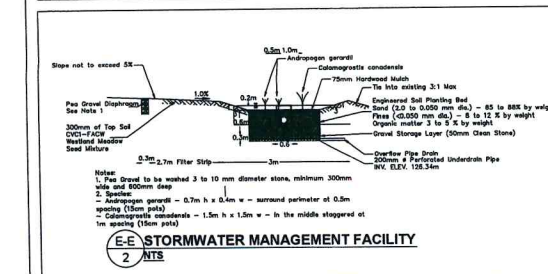 0.5m 1.0m
Andropogen gerardii
Calamogrostis canadensis
75mm Hardwood Mulch
Slope not to exceed 5%
1.0%
0.2m
Tie Into existing 3:1 Max
Engineered Soil Planting Bed
Sand (2.0 to 0.050 mm dia.) - 85 to 88% by weig
Fines (<0.050 mm dia.) - 8 to 12 % by weight
Organic matter 3 to 5 % by weight
Pea Gravel Diaphragm
See Note 1
0.6m
Gravel Storage Layer (50mm Clean Stone)
300mm of Top Soil
CVC1-FACW
Westland Meadow
Seed Mixture
0.3m
0.6
Overflow Pipe Drain
200mm ø Perforated Underdrain Pipe
INV. ELEV. 126.34m
0.3m
2.7m Filter Strip
3m
Notes:
1. Pea Gravel to be washed 3 to 10 mm diameter stone, minimum 300mm
wide and 600mm deep
2. Species:
- Andropogen gerardii - 0.7m h x 0.4m w - surround perimeter at 0.5m
spacing (15cm pots)
~ Calamogrostis canadensis - 1.5m h x 1.5m w - in the middle staggered at
1m spacing (15cm pots)
E-E STORMWATER MANAGEMENT FACILITY
2 NTS